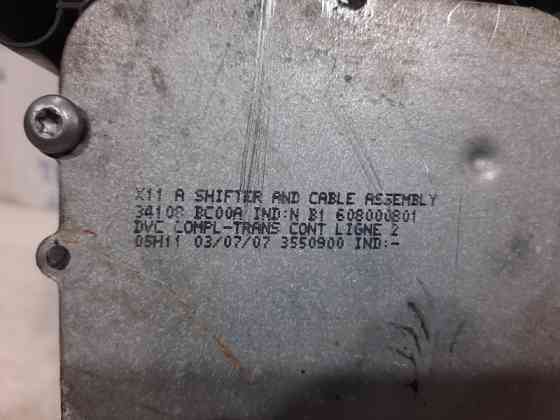 X11 A SHIFTER AND CABLE ASSEMBLY
34108 BC00A IND:N B1 608000801
DVC COMPL-TRANS CONT LIGNE 2
05H11 03/07/07 3550900 IND:-